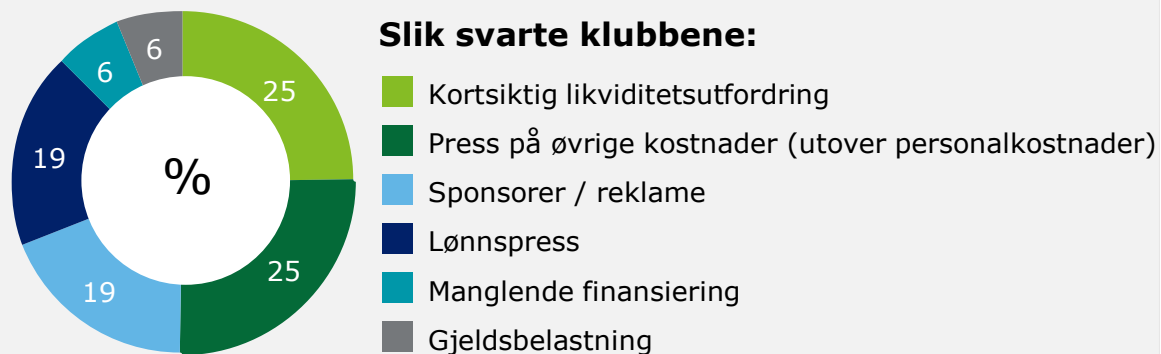 Slik svarte klubbene:
6
6
25
Kortsiktig likviditetsutfordring
Press på øvrige kostnader (utover personalkostnader)
19
%
Sponsorer / reklame
Lønnspress
25
19
Manglende finansiering
Gjeldsbelastning